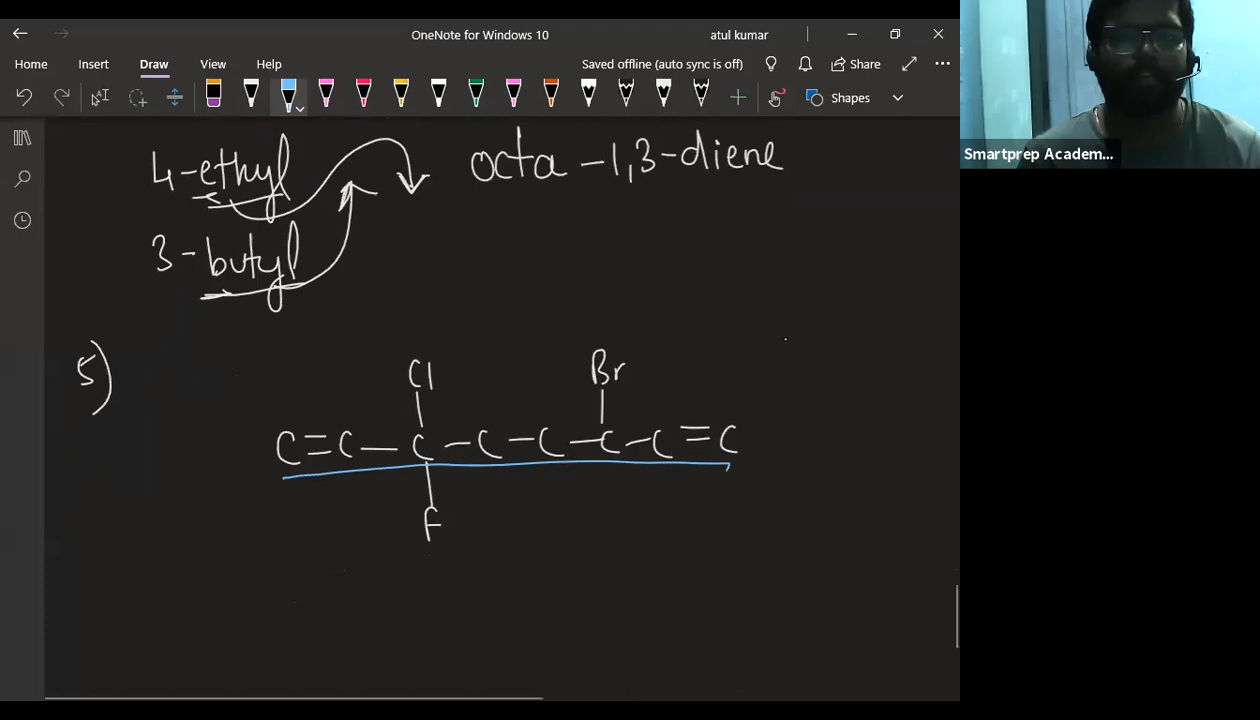 OneNote for Windows 10
atul kumar
Home Insert Draw View Help
Saved offline (auto sync is off)
Share
Shapes
Smartprep Academ...
4-ethyl octa-1,3-diene
3-butyl
5)
Cl Br
C=C-C-C-C-C-C=C
F